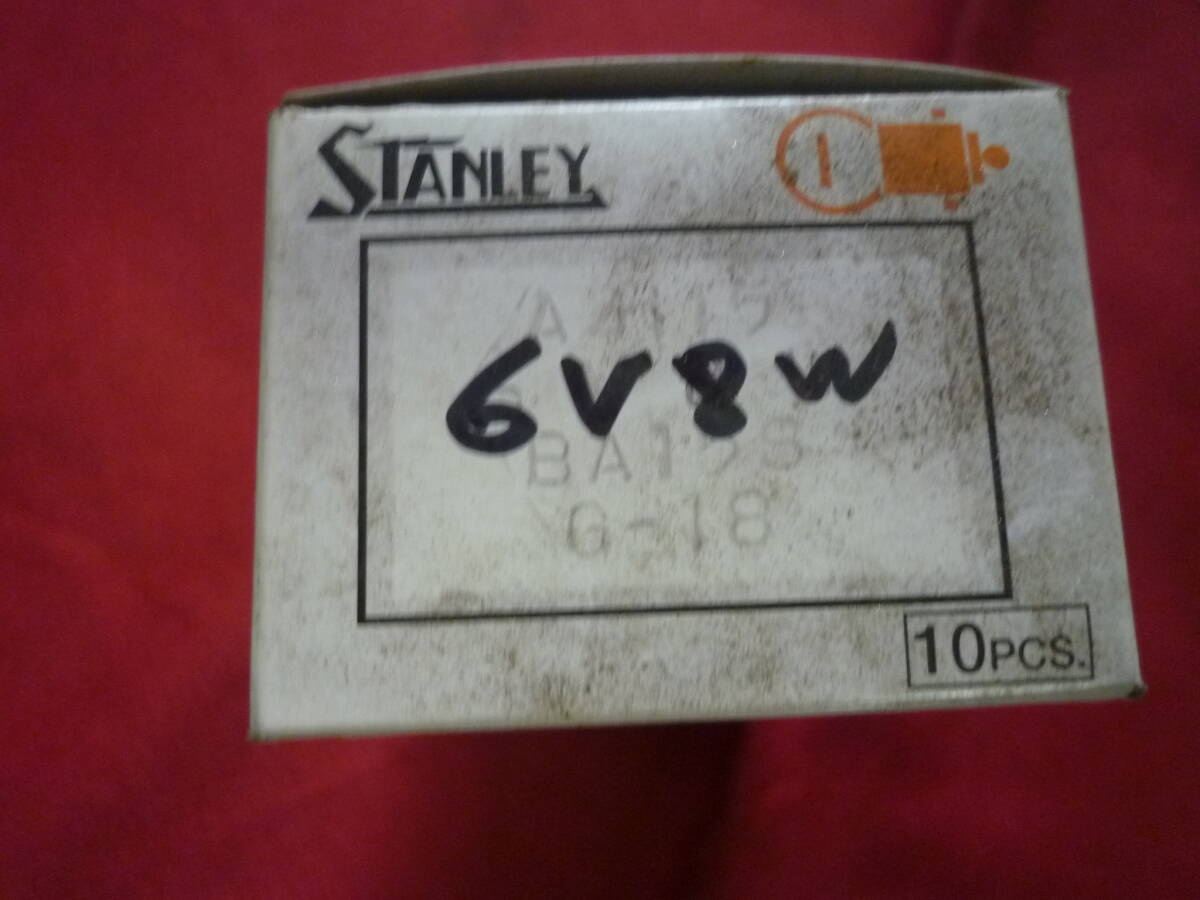 STANLEY
6V8W
BA15S
G-18
10PCS.